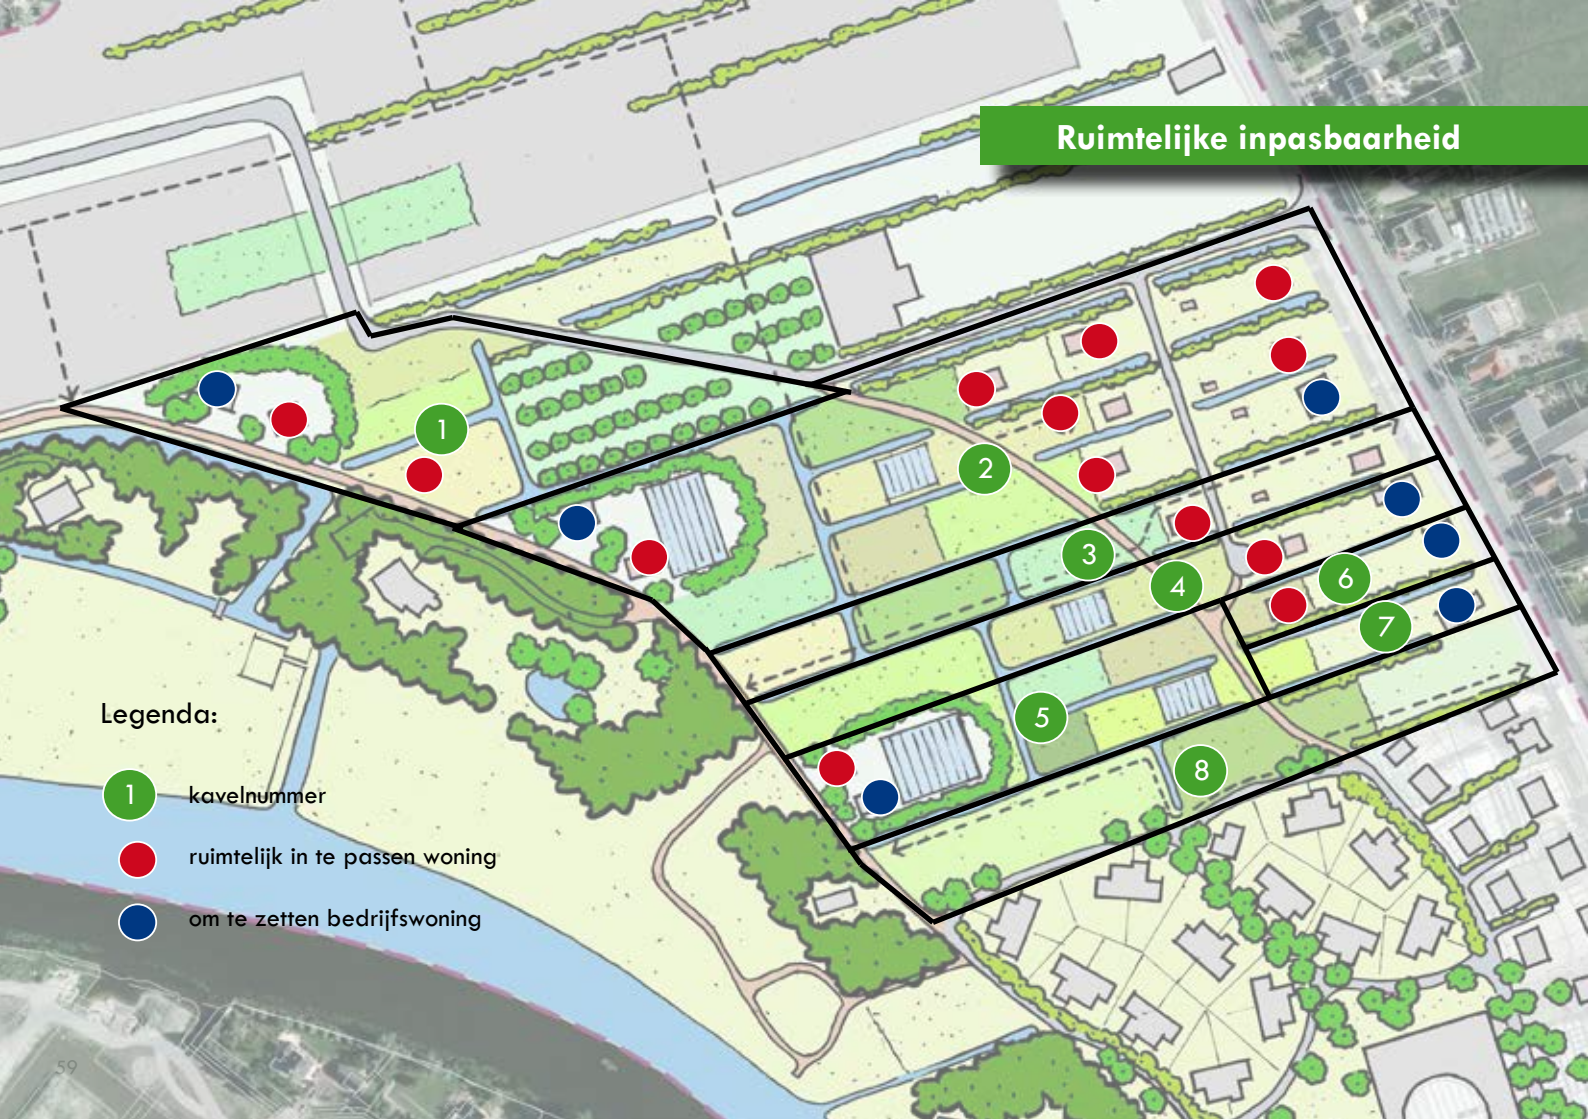 Ruimtelijke inpasbaarheid
1
2
3
4
6
7
5
8
Legenda:
1 kavelnummer
ruimtelijk in te passen woning
om te zetten bedrijfswoning
59